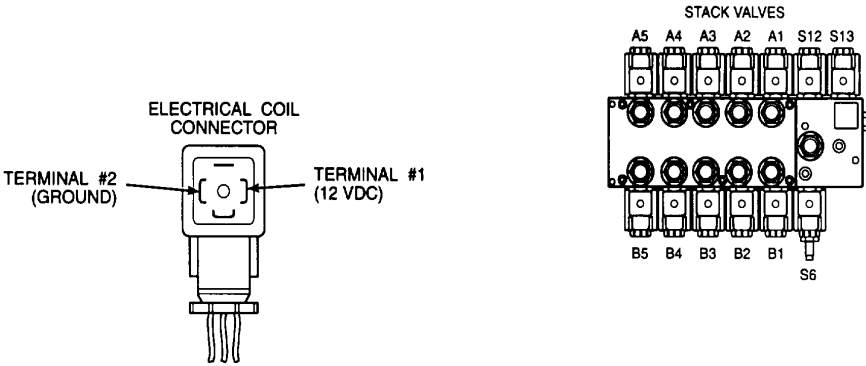 STACK VALVES
A5 A4 A3 A2 A1 S12 S13
ELECTRICAL COIL
CONNECTOR
TERMINAL #2
(GROUND)
TERMINAL #1
(12 VDC)
B5 B4 B3 B2 B1
S6